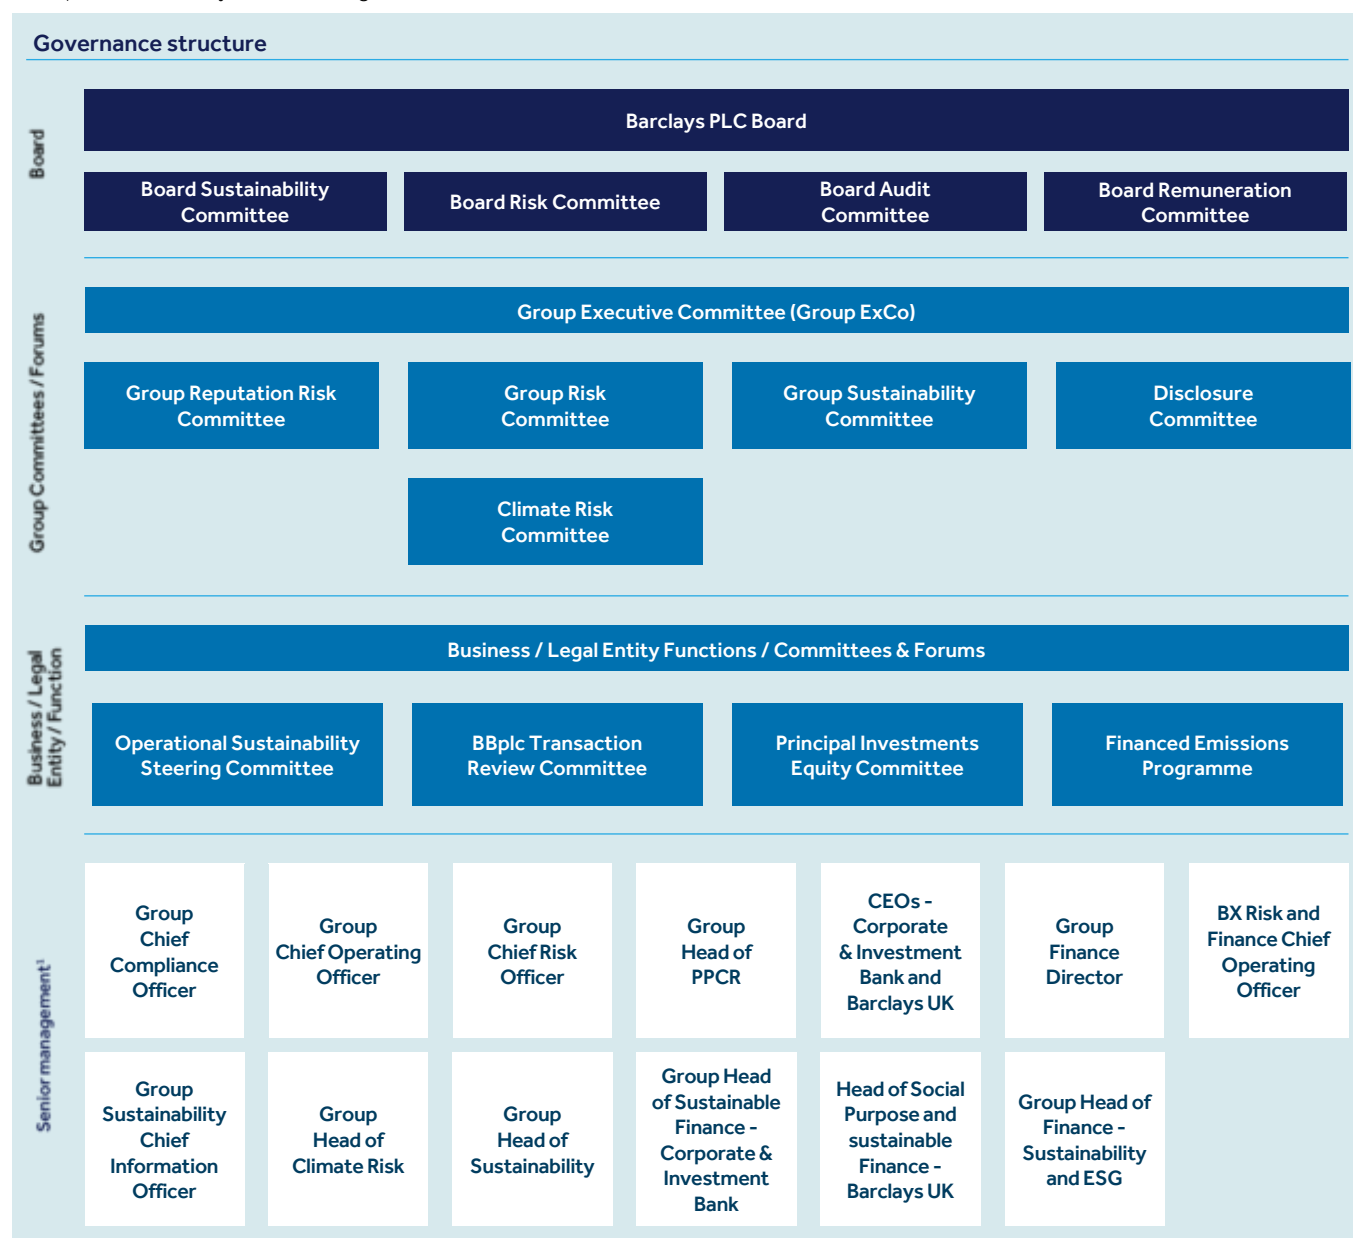 Governance structure
Board
Barclays PLC Board
Board Sustainability
Committee
Board Risk Committee
Board Audit
Committee
Board Remuneration
Committee
Group Committees / Forums
Group Executive Committee (Group ExCo)
Group Reputation Risk
Committee
Group Risk
Committee
Group Sustainability
Committee
Disclosure
Committee
Climate Risk
Committee
Business / Legal
Entity / Function
Business / Legal Entity Functions / Committees & Forums
Operational Sustainability
Steering Committee
BBplc Transaction
Review Committee
Principal Investments
Equity Committee
Financed Emissions
Programme
Senior management¹
Group
Chief
Compliance
Officer
Group
Chief Operating
Officer
Group
Chief Risk
Officer
Group
Head of
PPCR
CEOs -
Corporate
& Investment
Bank and
Barclays UK
Group
Finance
Director
BX Risk and
Finance Chief
Operating
Officer
Group
Sustainability
Chief
Information
Officer
Group
Head of
Climate Risk
Group
Head of
Sustainability
Group Head
of Sustainable
Finance -
Corporate &
Investment
Bank
Head of Social
Purpose and
sustainable
Finance -
Barclays UK
Group Head of
Finance -
Sustainability
and ESG